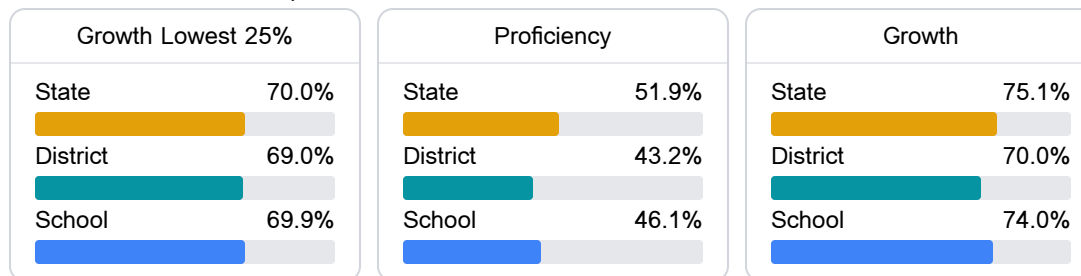 Growth Lowest 25%
State 70.0%
District 69.0%
School 69.9%
Proficiency
State 51.9%
District 43.2%
School 46.1%
Growth
State 75.1%
District 70.0%
School 74.0%